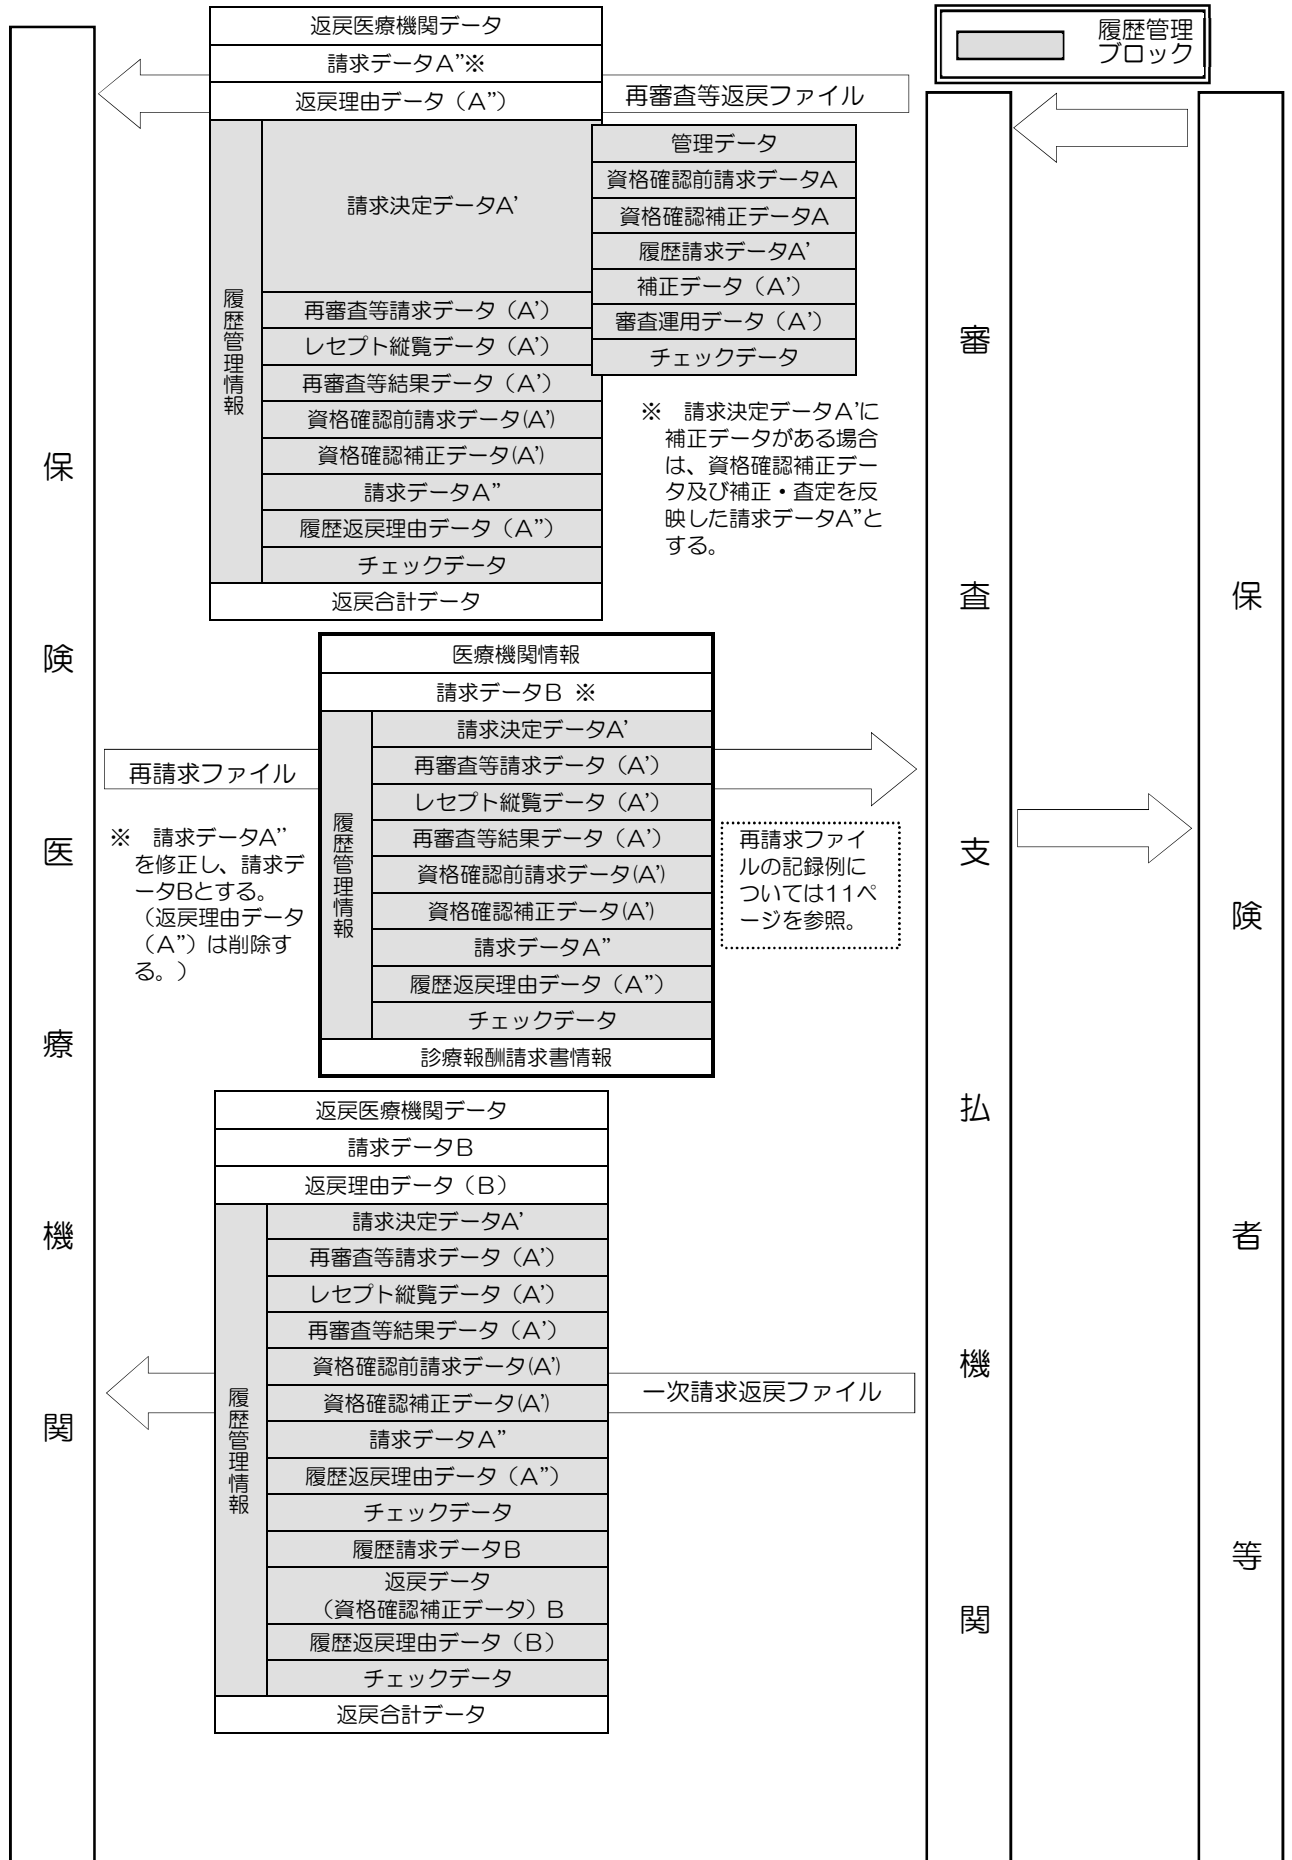 履歴管理
ブロック
保険医療機関
審査支払機関
保険者等
返戻医療機関データ
請求データA”※
返戻理由データ（A”）
再審査等返戻ファイル
履歴管理情報
請求決定データA’
管理データ
資格確認前請求データA
資格確認補正データA
履歴請求データA’
補正データ（A’）
審査運用データ（A’）
チェックデータ
再審査等請求データ（A’）
レセプト縦覧データ（A’）
再審査等結果データ（A’）
資格確認前請求データ(A’)
資格確認補正データ(A’)
請求データA”
履歴返戻理由データ（A”）
チェックデータ
返戻合計データ
※　請求決定データA’に
補正データがある場合
は、資格確認補正デー
タ及び補正・査定を反
映した請求データA”と
する。
医療機関情報
請求データB ※
再請求ファイル
履歴管理情報
請求決定データA’
再審査等請求データ（A’）
レセプト縦覧データ（A’）
再審査等結果データ（A’）
資格確認前請求データ(A’)
資格確認補正データ(A’)
請求データA”
履歴返戻理由データ（A”）
チェックデータ
診療報酬請求書情報
※　請求データA’’
を修正し、請求デ
ータBとする。
（返戻理由データ
（A”）は削除す
る。）
再請求ファイ
ルの記録例に
ついては11ペ
ージを参照。
返戻医療機関データ
請求データB
返戻理由データ（B）
履歴管理情報
請求決定データA’
再審査等請求データ（A’）
レセプト縦覧データ（A’）
再審査等結果データ（A’）
資格確認前請求データ(A’)
資格確認補正データ(A’)
請求データA”
履歴返戻理由データ（A”）
チェックデータ
履歴請求データB
返戻データ
（資格確認補正データ）B
履歴返戻理由データ（B）
チェックデータ
返戻合計データ
一次請求返戻ファイル